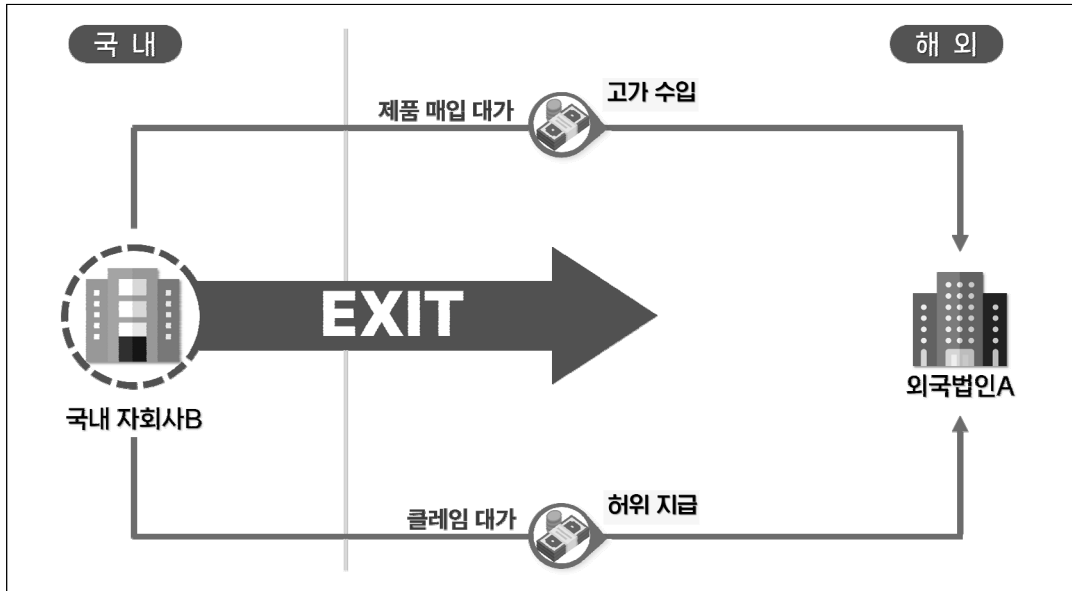 국 내
해 외
제품 매입 대가
고가 수입
EXIT
국내 자회사B
외국법인A
클레임 대가
허위 지급